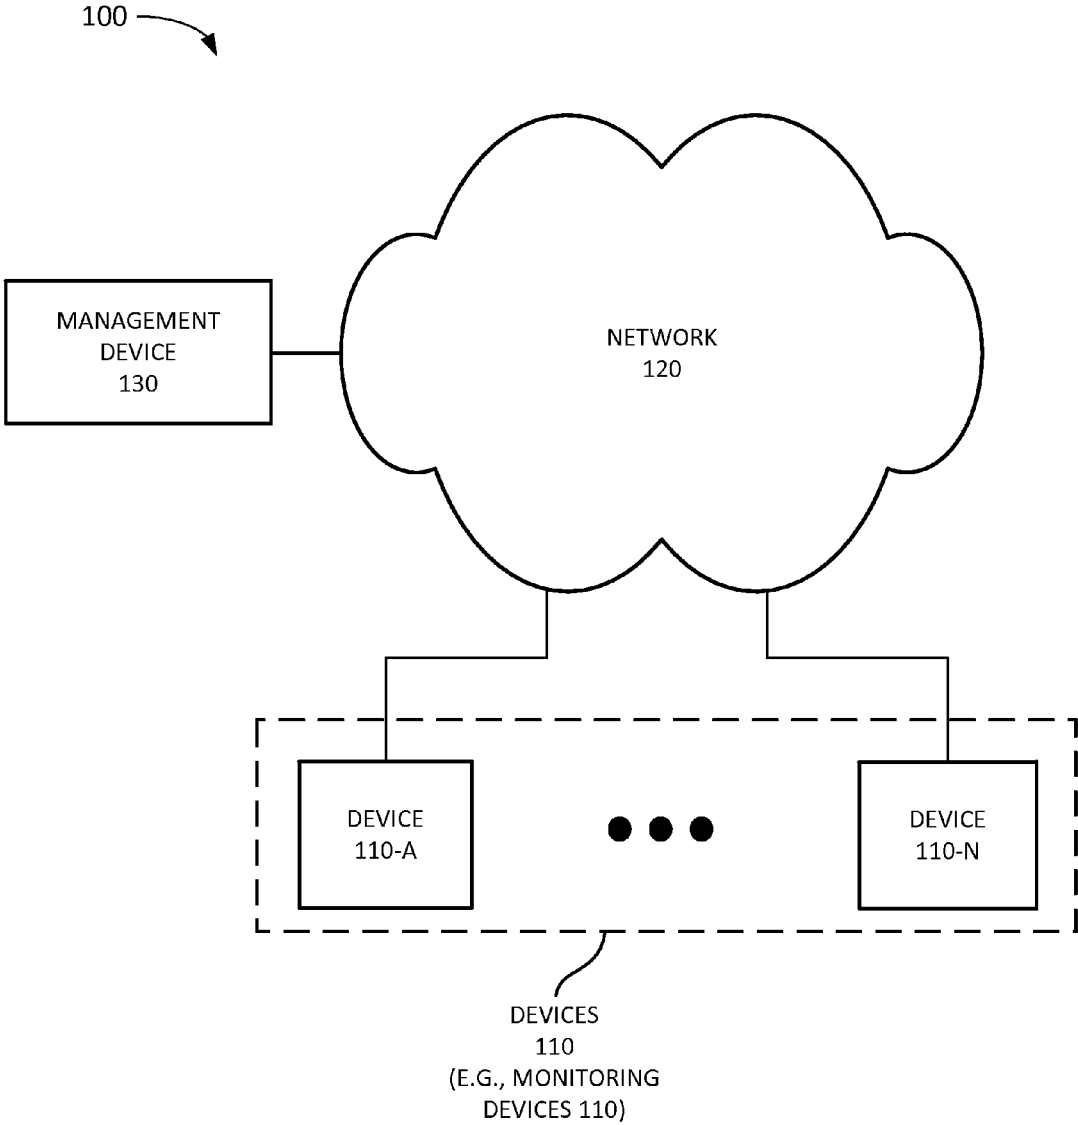 100
MANAGEMENT
DEVICE
130
NETWORK
120
DEVICE
110-A
DEVICE
110-N
DEVICES
110
(E.G., MONITORING
DEVICES 110)